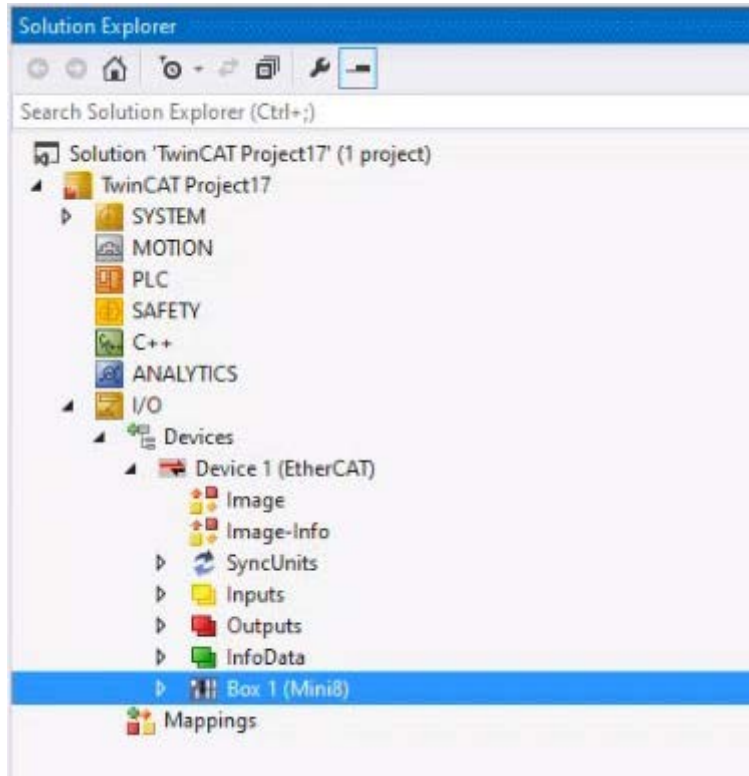 Solution Explorer
Search Solution Explorer (Ctrl+;)
Solution 'TwinCAT Project17' (1 project)
TwinCAT Project17
SYSTEM
MOTION
PLC
SAFETY
C++
ANALYTICS
I/O
Devices
Device 1 (EtherCAT)
Image
Image-Info
SyncUnits
Inputs
Outputs
InfoData
Box 1 (Mini8)
Mappings